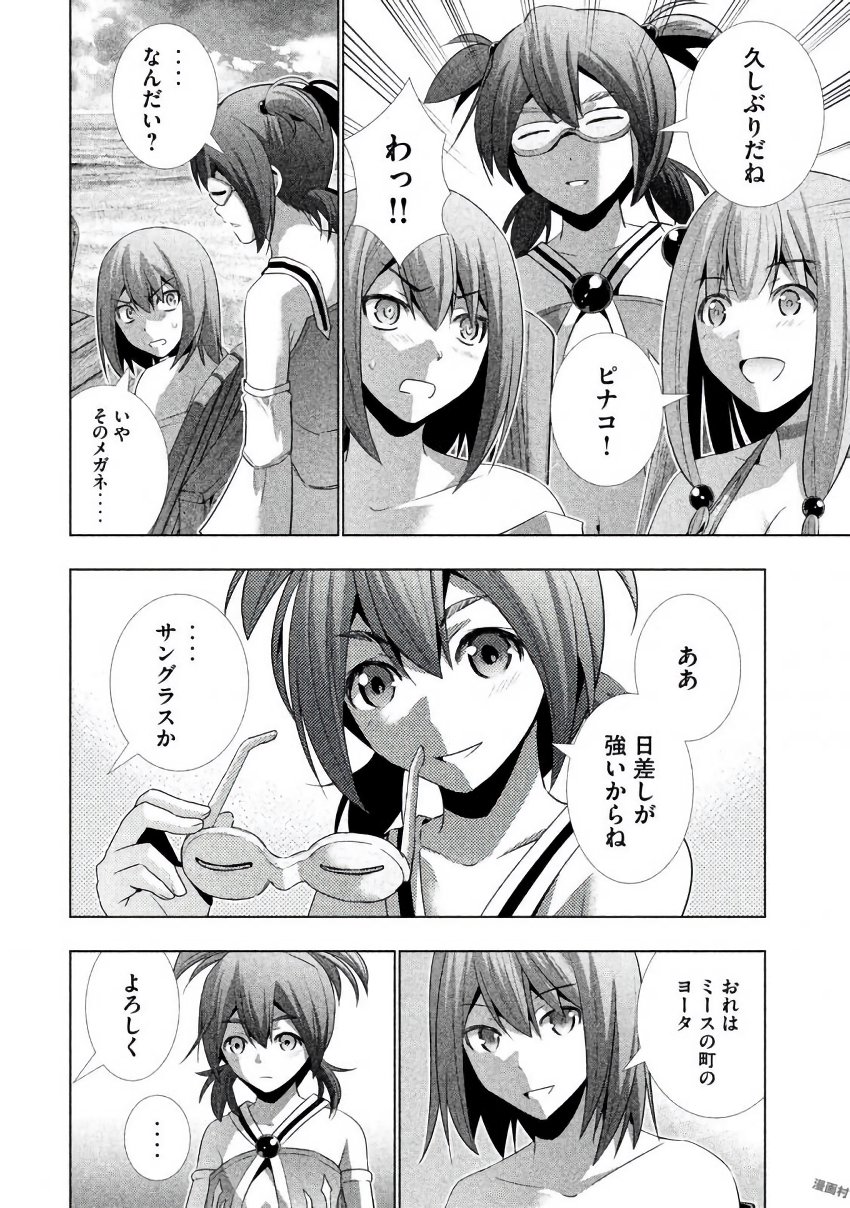 久しぶりだね
わっ!!
ピナコ!
‥‥
なんだい?
いや
そのメガネ‥‥
ああ
日差しが
強いからね
‥‥
サングラスか
おれは
ミースの町の
ヨータ
よろしく
‥‥
漫画村